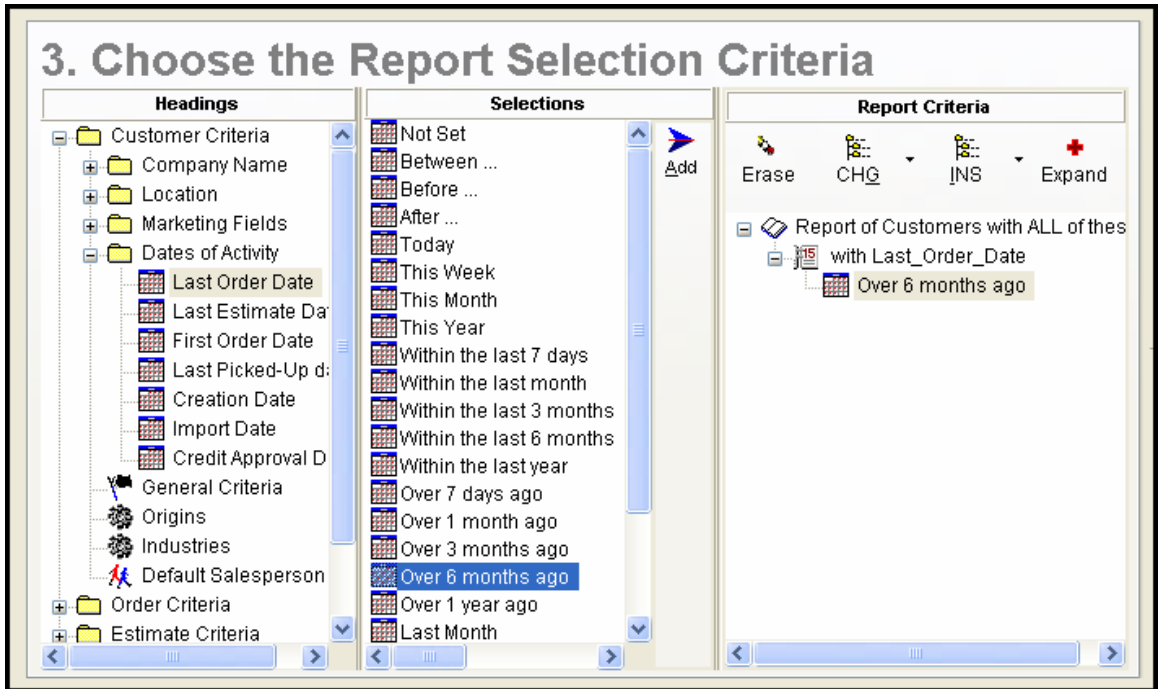 3. Choose the Report Selection Criteria
Headings
Customer Criteria
Company Name
Location
Marketing Fields
Dates of Activity
Last Order Date
Last Estimate Da
First Order Date
Last Picked-Up d
Creation Date
Import Date
Credit Approval D
General Criteria
Origins
Industries
Default Salesperson
Order Criteria
Estimate Criteria
Selections
Not Set
Between ...
Before ...
After ...
Today
This Week
This Month
This Year
Within the last 7 days
Within the last month
Within the last 3 months
Within the last 6 months
Within the last year
Over 7 days ago
Over 1 month ago
Over 3 months ago
Over 6 months ago
Over 1 year ago
Last Month
Add
Report Criteria
Erase CHG INS Expand
Report of Customers with ALL of thes
15 with Last_Order_Date
Over 6 months ago